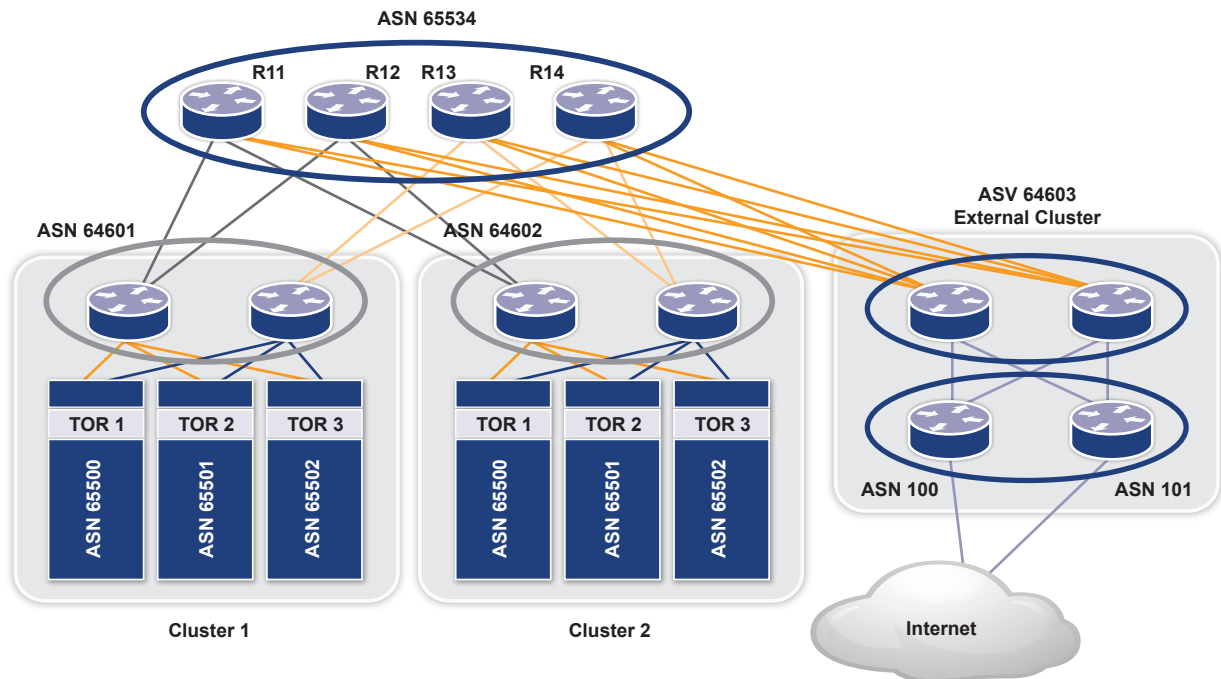 ASN 65534
R11
R12
R13
R14
ASN 64601
ASN 64602
ASV 64603
External Cluster
TOR 1
TOR 2
TOR 3
ASN 65500
ASN 65501
ASN 65502
TOR 1
TOR 2
TOR 3
ASN 65500
ASN 65501
ASN 65502
ASN 100
ASN 101
Cluster 1
Cluster 2
Internet